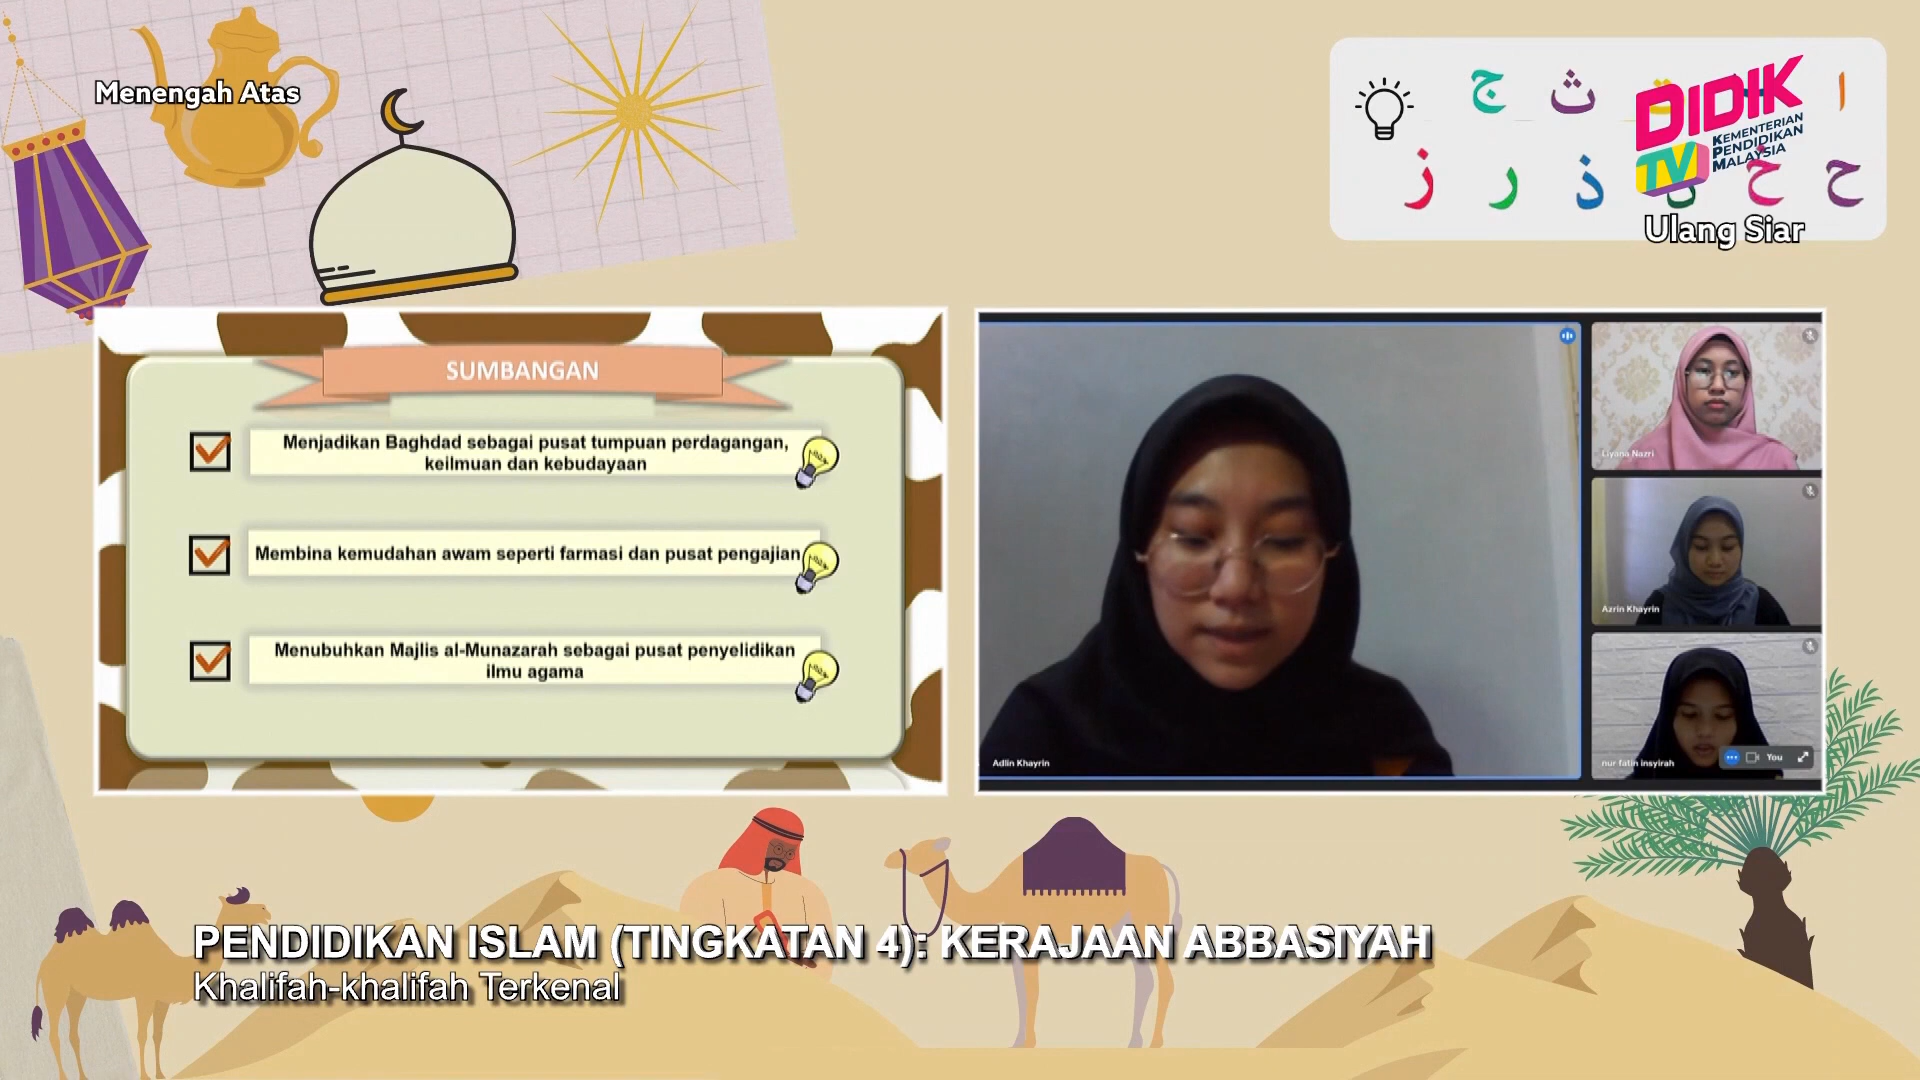 Menengah Atas
ج ث ا
DIDIK
TV
KEMENTERIAN
PENDIDIKAN
MALAYSIA
ز ر ذ خ ح
Ulang Siar
SUMBANGAN
Menjadikan Baghdad sebagai pusat tumpuan perdagangan,
keilmuan dan kebudayaan
Membina kemudahan awam seperti farmasi dan pusat pengajian
Menubuhkan Majlis al-Munazarah sebagai pusat penyelidikan
ilmu agama
Liyana Nazri
Azrin Khayrin
Adlin Khayrin
nur fatin insyirah
You
PENDIDIKAN ISLAM (TINGKATAN 4): KERAJAAN ABBASIYAH
Khalifah-khalifah Terkenal